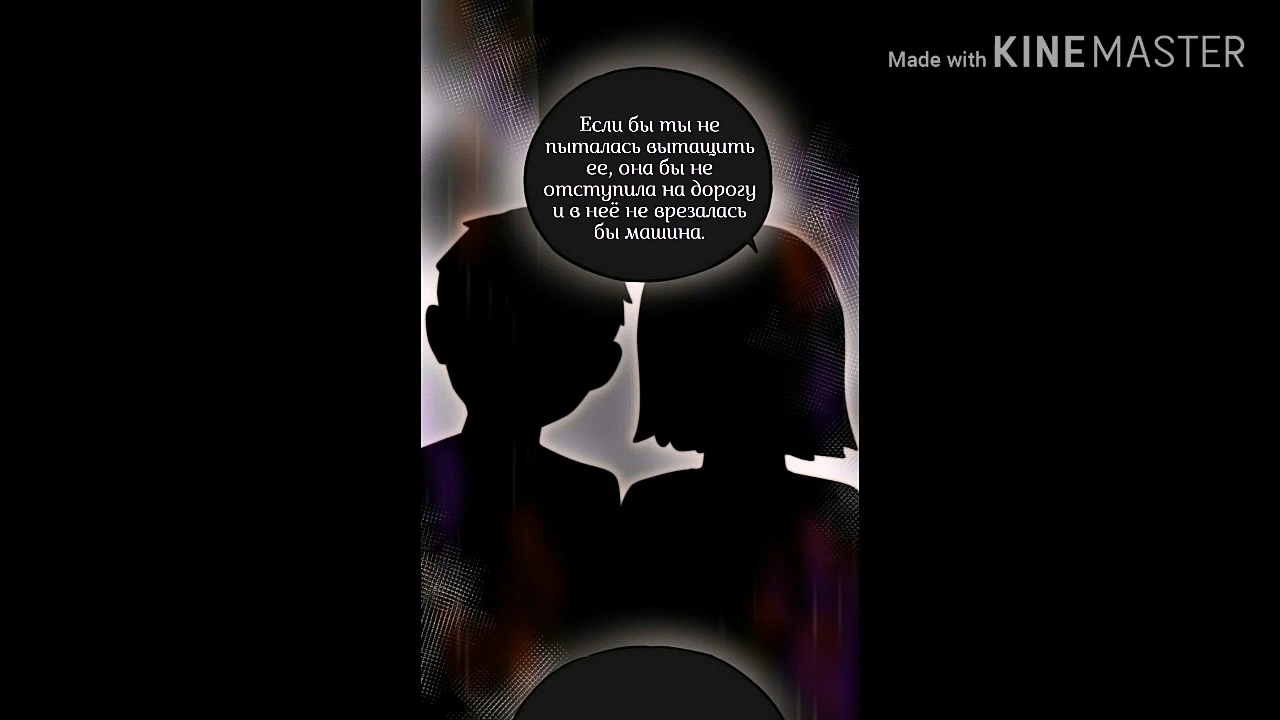 Made with KINEMASTER
Если бы ты не
пыталась вытащить
ее, она бы не
отступила на дорогу
и в неё не врезалась
бы машина.